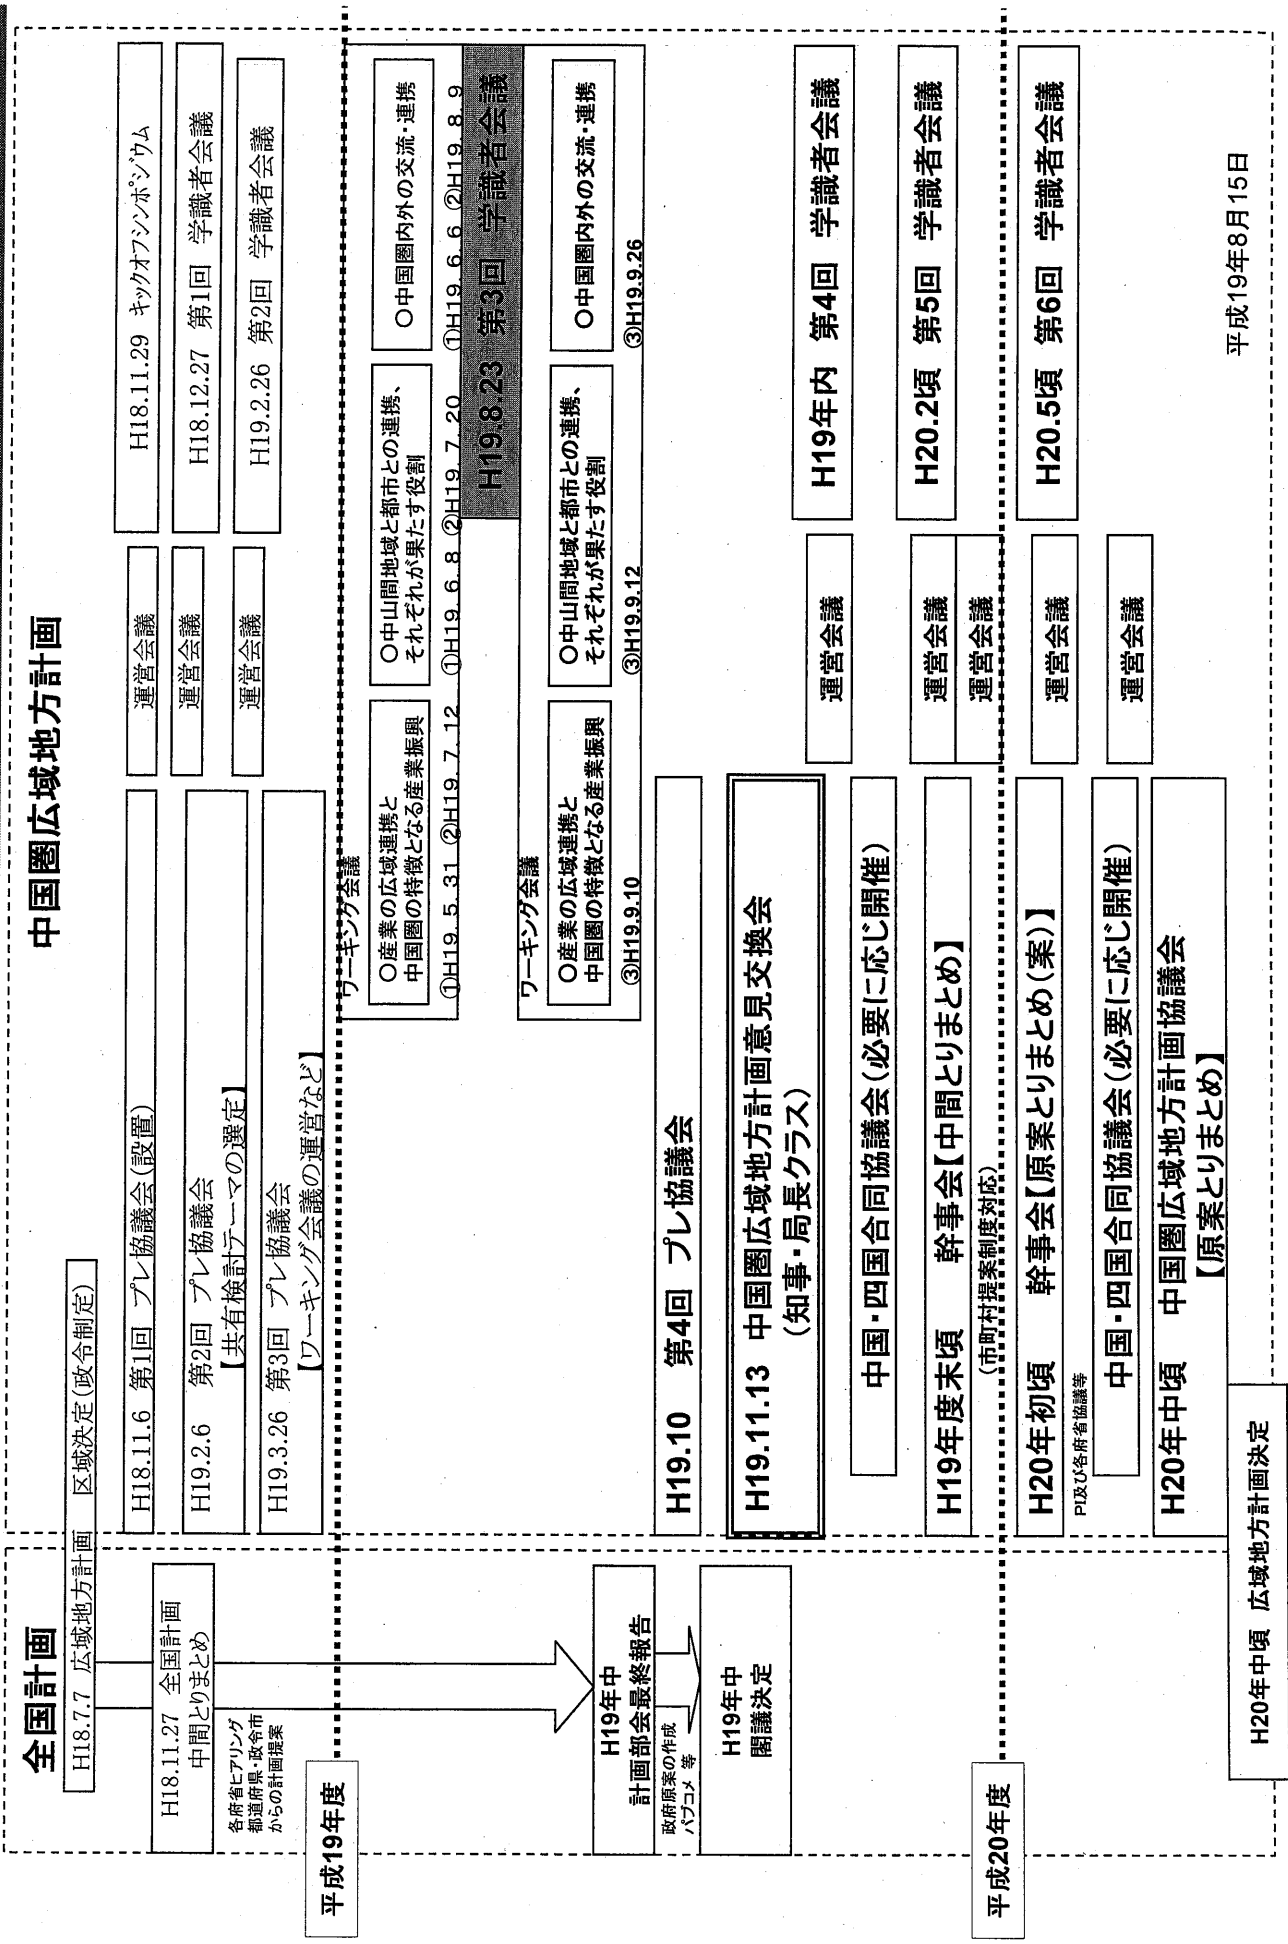 全国計画
中国圏広域地方計画
H18.7.7 広域地方計画 区域決定(政令制定)
H18.11.27 全国計画
中間とりまとめ
各府省ヒアリング
都道府県・政令市
からの計画提案
H18.11.6 第1回 プレ協議会(設置)
H19.2.6 第2回 プレ協議会
【共有検討テーマの選定】
H19.3.26 第3回 プレ協議会
【ワーキング会議の運営など】
運営会議
運営会議
運営会議
H18.11.29 キックオフシンポジウム
H18.12.27 第1回 学識者会議
H19.2.26 第2回 学識者会議
平成19年度
ワーキング会議
〇産業の広域連携と
中国圏の特徴となる産業振興
①H19.5.31 ②H19.7.12
〇中山間地域と都市との連携、
それぞれが果たす役割
①H19.6.8 ②H19.7.20
〇中国圏内外の交流・連携
①H19.6.6 ②H19.8.9
H19.8.23 第3回 学識者会議
ワーキング会議
〇産業の広域連携と
中国圏の特徴となる産業振興
③H19.9.10
〇中山間地域と都市との連携、
それぞれが果たす役割
③H19.9.12
〇中国圏内外の交流・連携
③H19.9.26
H19年中
計画部会最終報告
政府原案の作成
パブコメ 等
H19年中
閣議決定
H19.10 第4回 プレ協議会
H19.11.13 中国圏広域地方計画意見交換会
(知事・局長クラス)
中国・四国合同協議会(必要に応じ開催)
運営会議
H19年内 第4回 学識者会議
H19年度末頃 幹事会【中間とりまとめ】
(市町村提案制度対応)
運営会議
運営会議
H20.2頃 第5回 学識者会議
平成20年度
H20年初頃 幹事会【原案とりまとめ(案)】
PI及び各府省協議等
運営会議
H20.5頃 第6回 学識者会議
中国・四国合同協議会(必要に応じ開催)
運営会議
H20年中頃 中国圏広域地方計画協議会
【原案とりまとめ】
H20年中頃 広域地方計画決定
平成19年8月15日